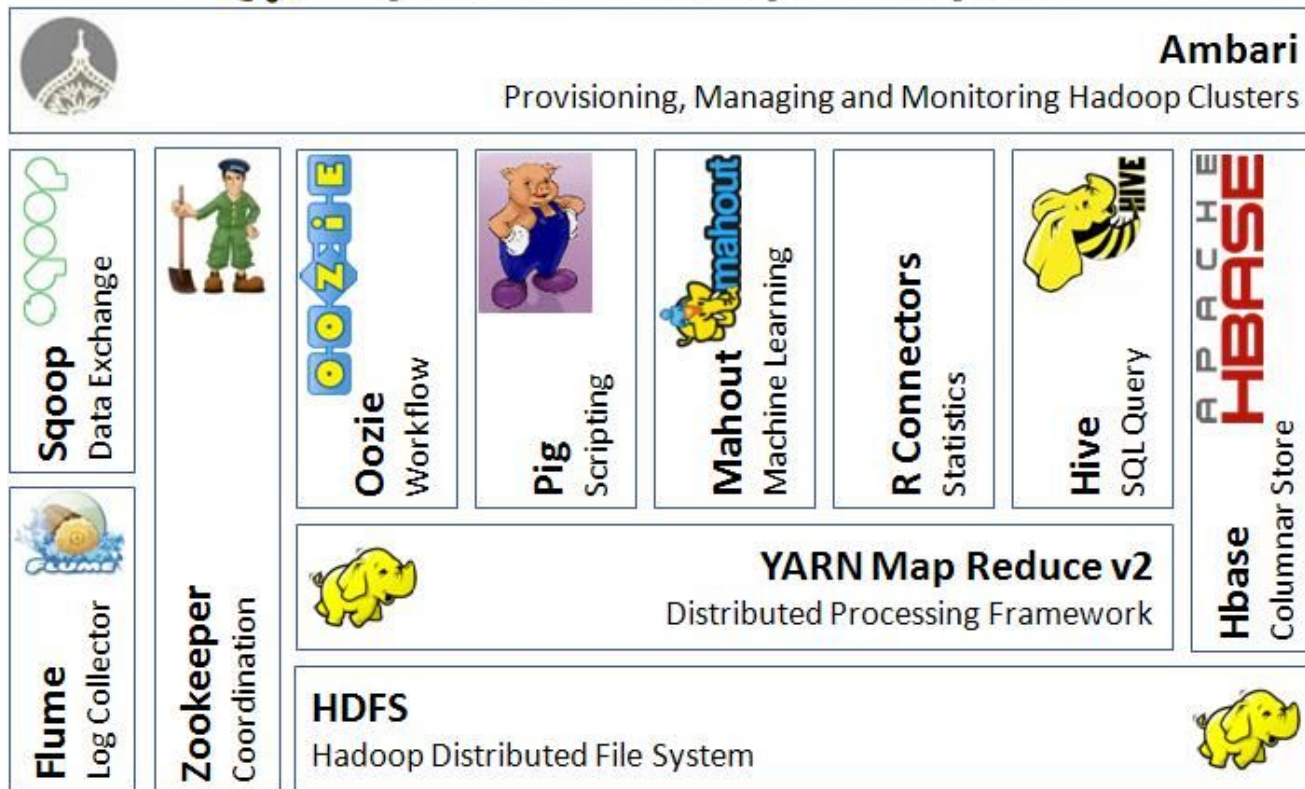 Ambari
Provisioning, Managing and Monitoring Hadoop Clusters
sqoop
Sqoop
Data Exchange
FLUME
Flume
Log Collector
Zookeeper
Coordination
OOZiE
Oozie
Workflow
Pig
Scripting
mahout
Mahout
Machine Learning
R Connectors
Statistics
HIVE
Hive
SQL Query
APACHE
HBASE
Hbase
Columnar Store
YARN Map Reduce v2
Distributed Processing Framework
HDFS
Hadoop Distributed File System